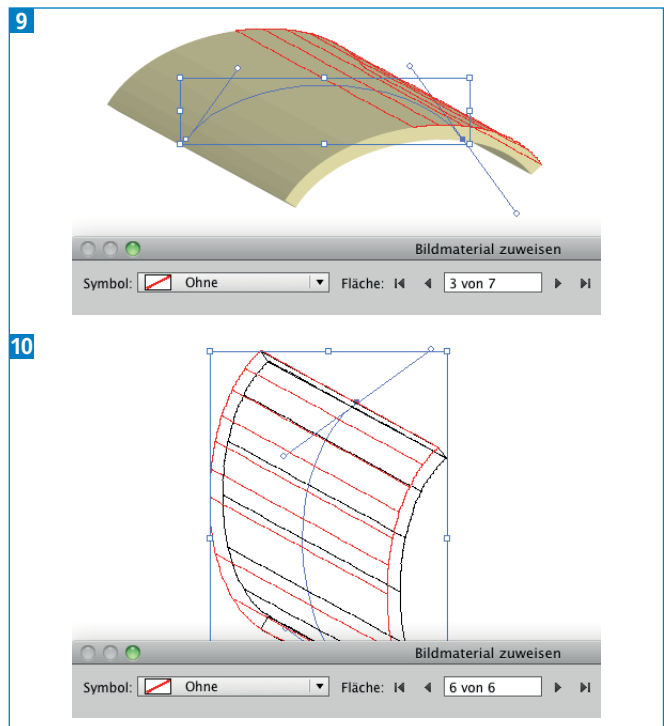 9
Bildmaterial zuweisen
Symbol: Ohne Fläche: 3 von 7
10
Bildmaterial zuweisen
Symbol: Ohne Fläche: 6 von 6